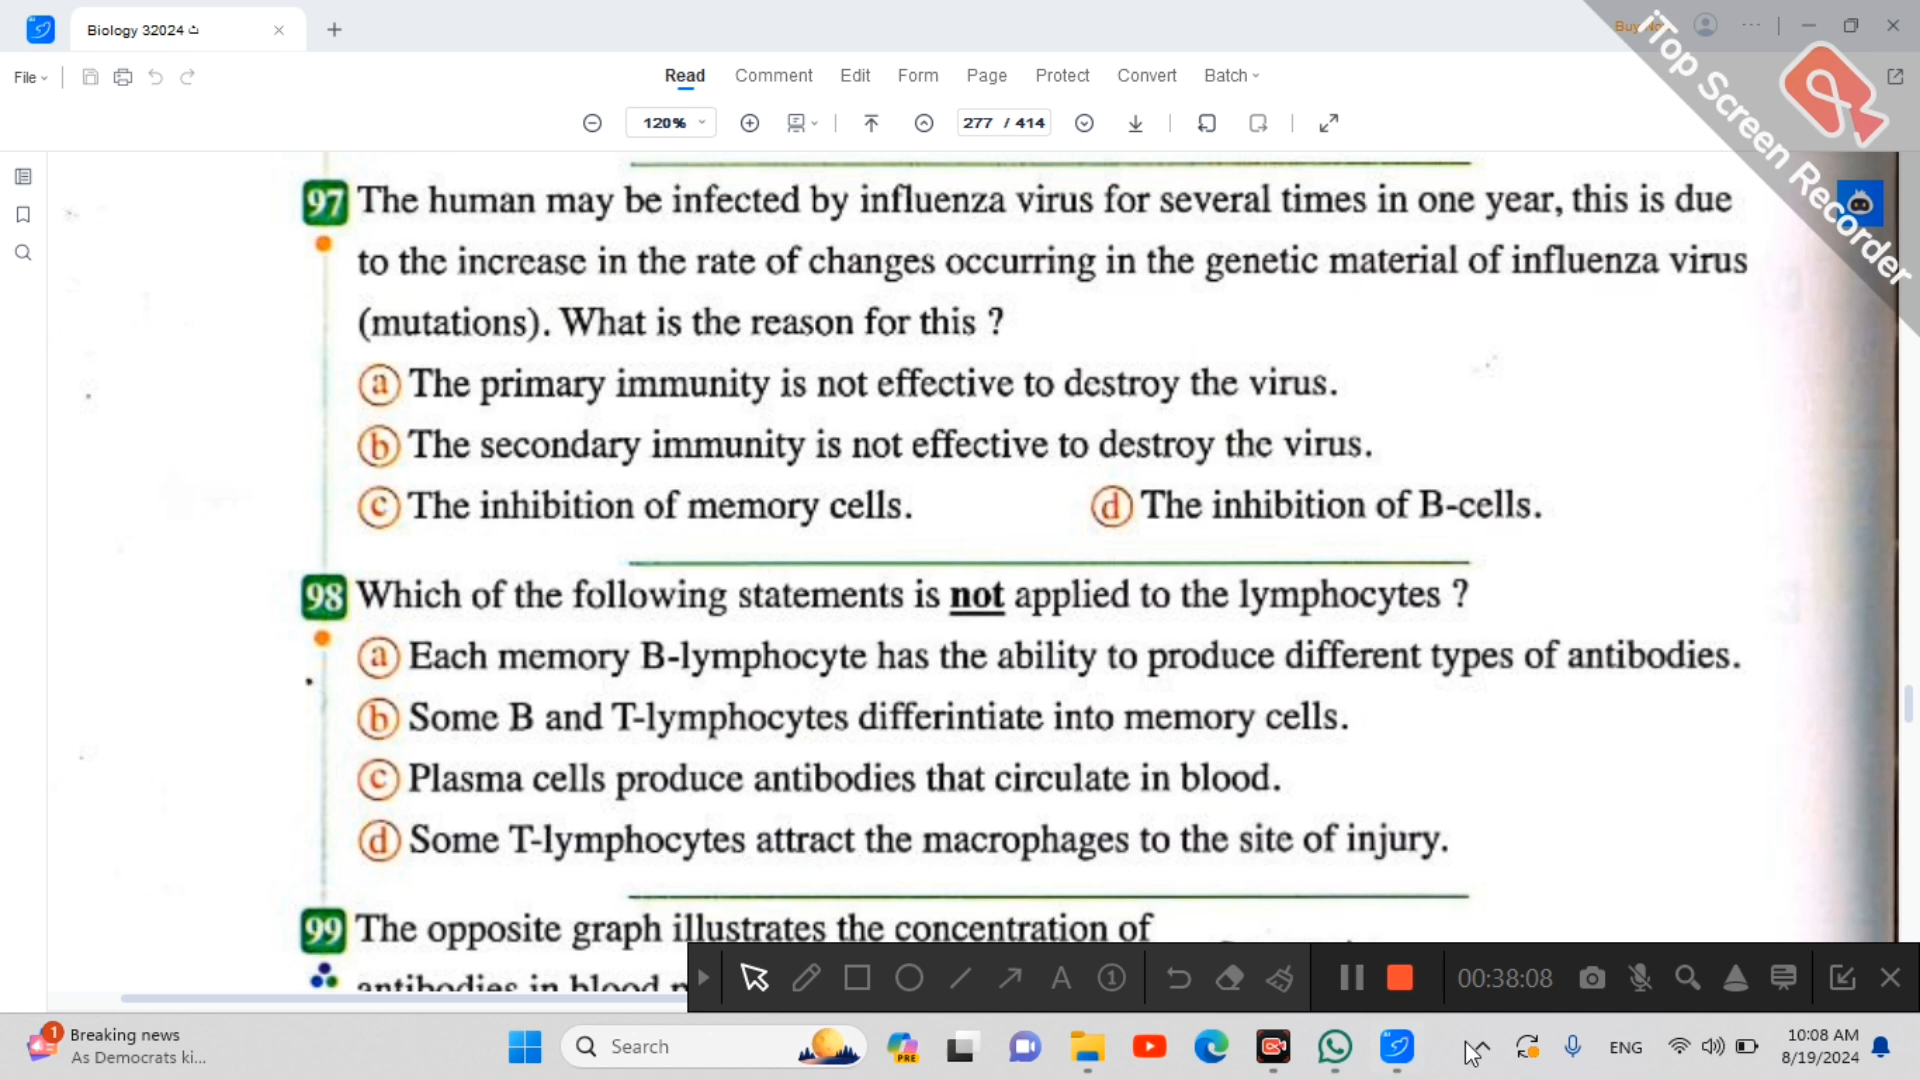 Biology 32024 ث
Buy No
File
Read Comment Edit Form Page Protect Convert Batch
120%
277 / 414
iTop Screen Recorder
97 The human may be infected by influenza virus for several times in one year, this is due
to the increase in the rate of changes occurring in the genetic material of influenza virus
(mutations). What is the reason for this ?
a The primary immunity is not effective to destroy the virus.
b The secondary immunity is not effective to destroy the virus.
c The inhibition of memory cells. d The inhibition of B-cells.
98 Which of the following statements is not applied to the lymphocytes ?
a Each memory B-lymphocyte has the ability to produce different types of antibodies.
b Some B and T-lymphocytes differintiate into memory cells.
c Plasma cells produce antibodies that circulate in blood.
d Some T-lymphocytes attract the macrophages to the site of injury.
99 The opposite graph illustrates the concentration of
antibodies in blood p
00:38:08
1
Breaking news
As Democrats ki...
Search
PRE
ENG
10:08 AM
8/19/2024